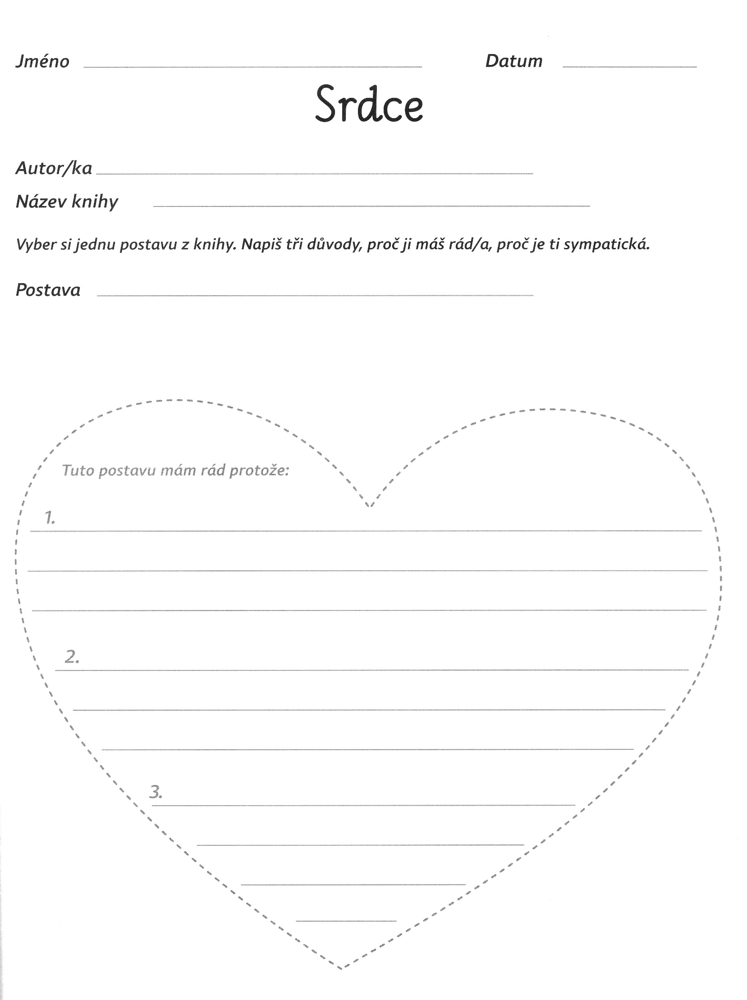 Jméno Datum
Srdce
Autor/ka
Název knihy
Vyber si jednu postavu z knihy. Napiš tři důvody, proč ji máš rád/a, proč je ti sympatická.
Postava
Tuto postavu mám rád protože:
1.
2.
3.